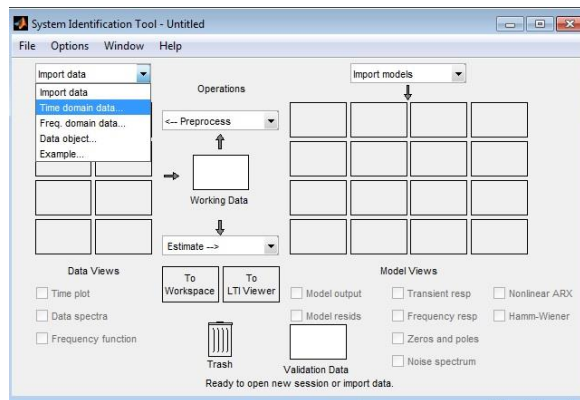 System Identification Tool - Untitled
File Options Window Help
Import data
Import data
Time domain data...
Freq. domain data...
Data object...
Example...
Operations
<-- Preprocess
Working Data
Estimate -->
Import models
Data Views
Time plot
Data spectra
Frequency function
To
Workspace
To
LTI Viewer
Trash
Model Views
Model output
Transient resp
Nonlinear ARX
Model resids
Frequency resp
Hamm-Wiener
Zeros and poles
Noise spectrum
Validation Data
Ready to open new session or import data.